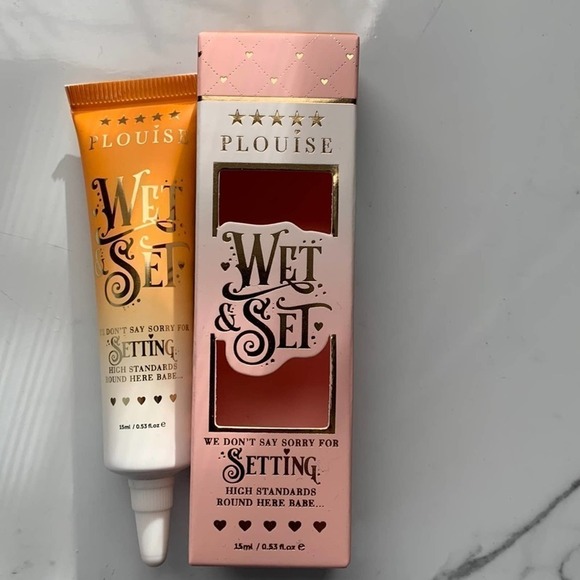 PLOUISE
WET
& SET
WE DON'T SAY SORRY FOR
SETTING
HIGH STANDARDS
ROUND HERE BABE...
15ml / 0.53 fl.oz e
PLOUISE
WET
& SET
WE DON'T SAY SORRY FOR
SETTING
HIGH STANDARDS
ROUND HERE BABE...
15ml / 0.53 fl.oz e